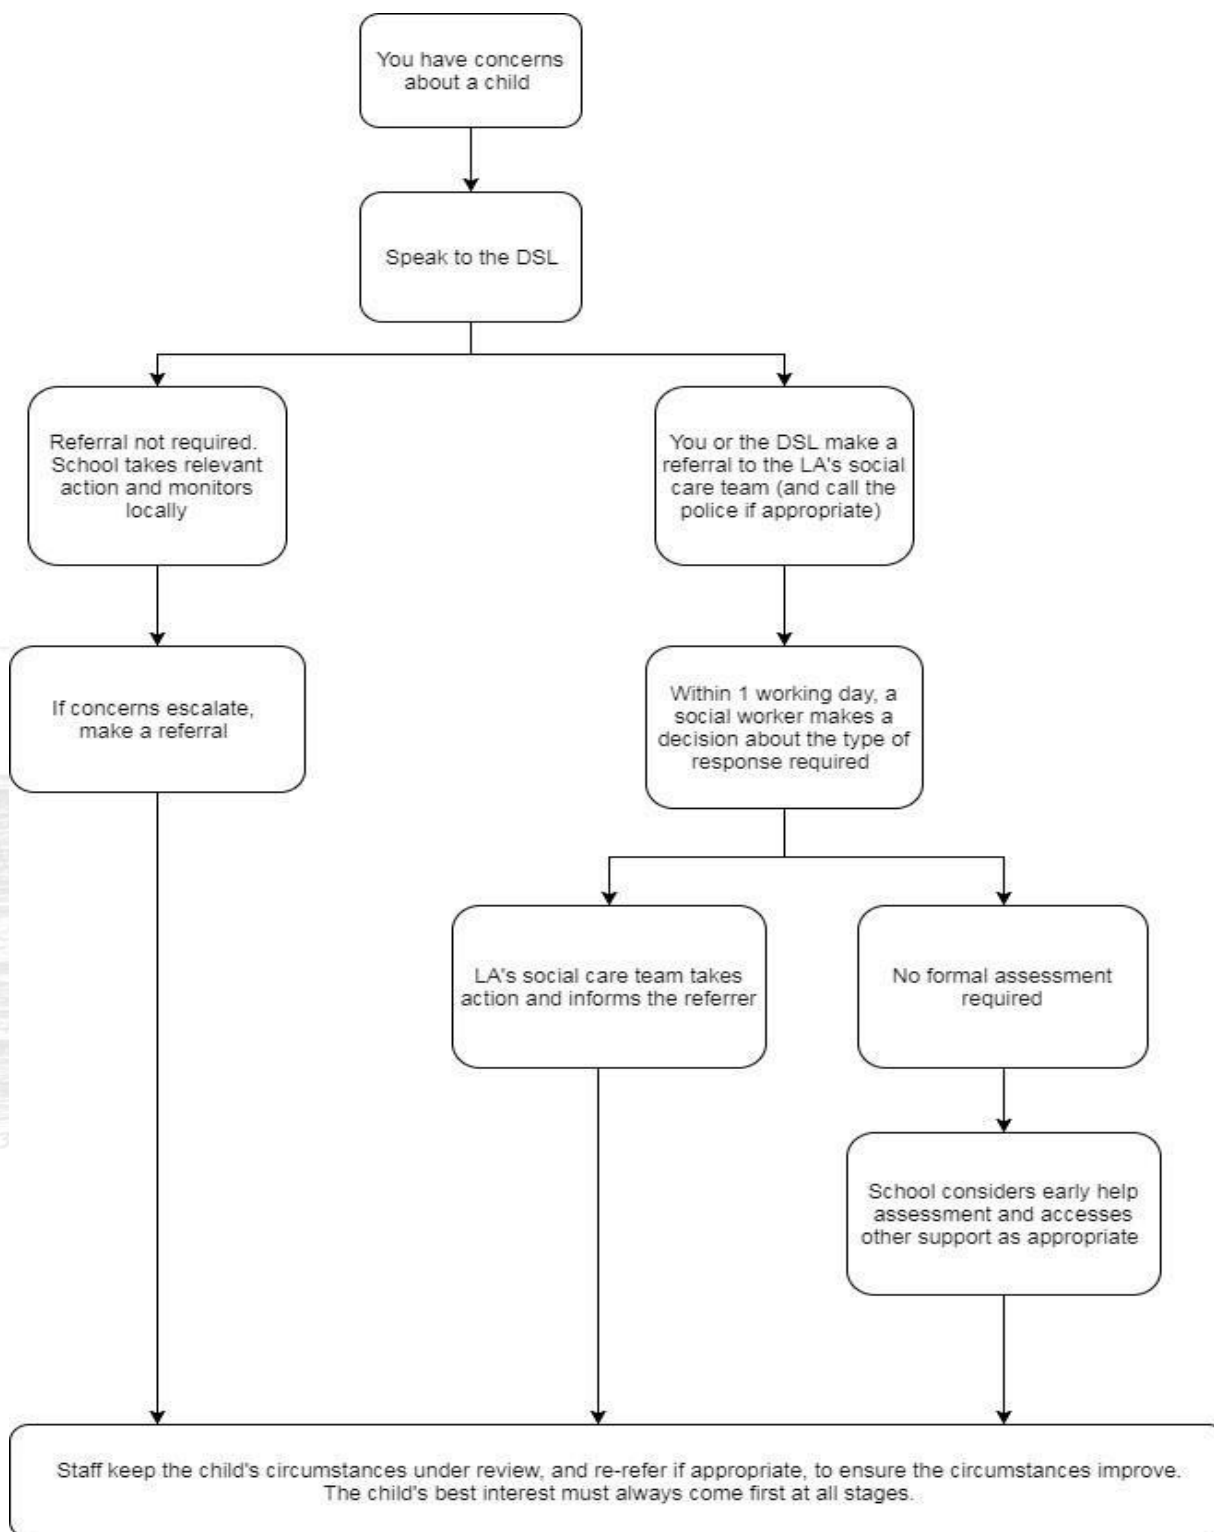 You have concerns
about a child
Speak to the DSL
Referral not required.
School takes relevant
action and monitors
locally
You or the DSL make a
referral to the LA's social
care team (and call the
police if appropriate)
If concerns escalate,
make a referral
Within 1 working day, a
social worker makes a
decision about the type of
response required
LA's social care team takes
action and informs the referrer
No formal assessment
required
School considers early help
assessment and accesses
other support as appropriate
Staff keep the child's circumstances under review, and re-refer if appropriate, to ensure the circumstances improve.
The child's best interest must always come first at all stages.